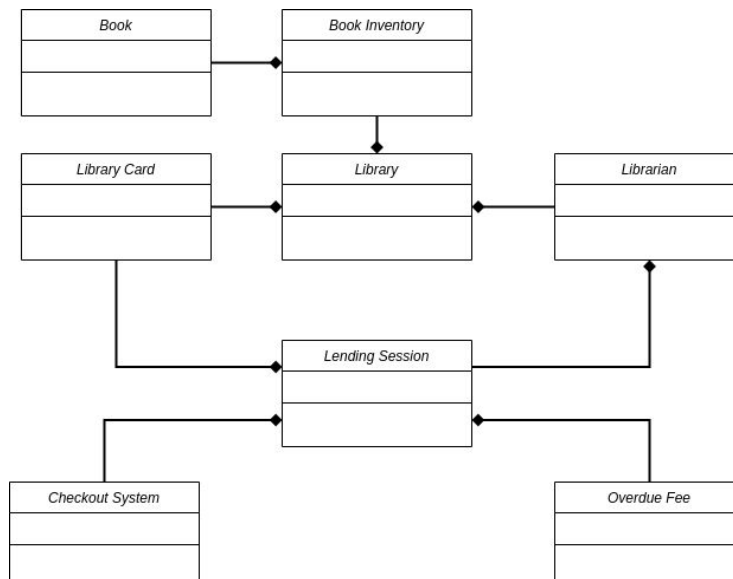 Book
Book Inventory
Library Card
Library
Librarian
Lending Session
Checkout System
Overdue Fee